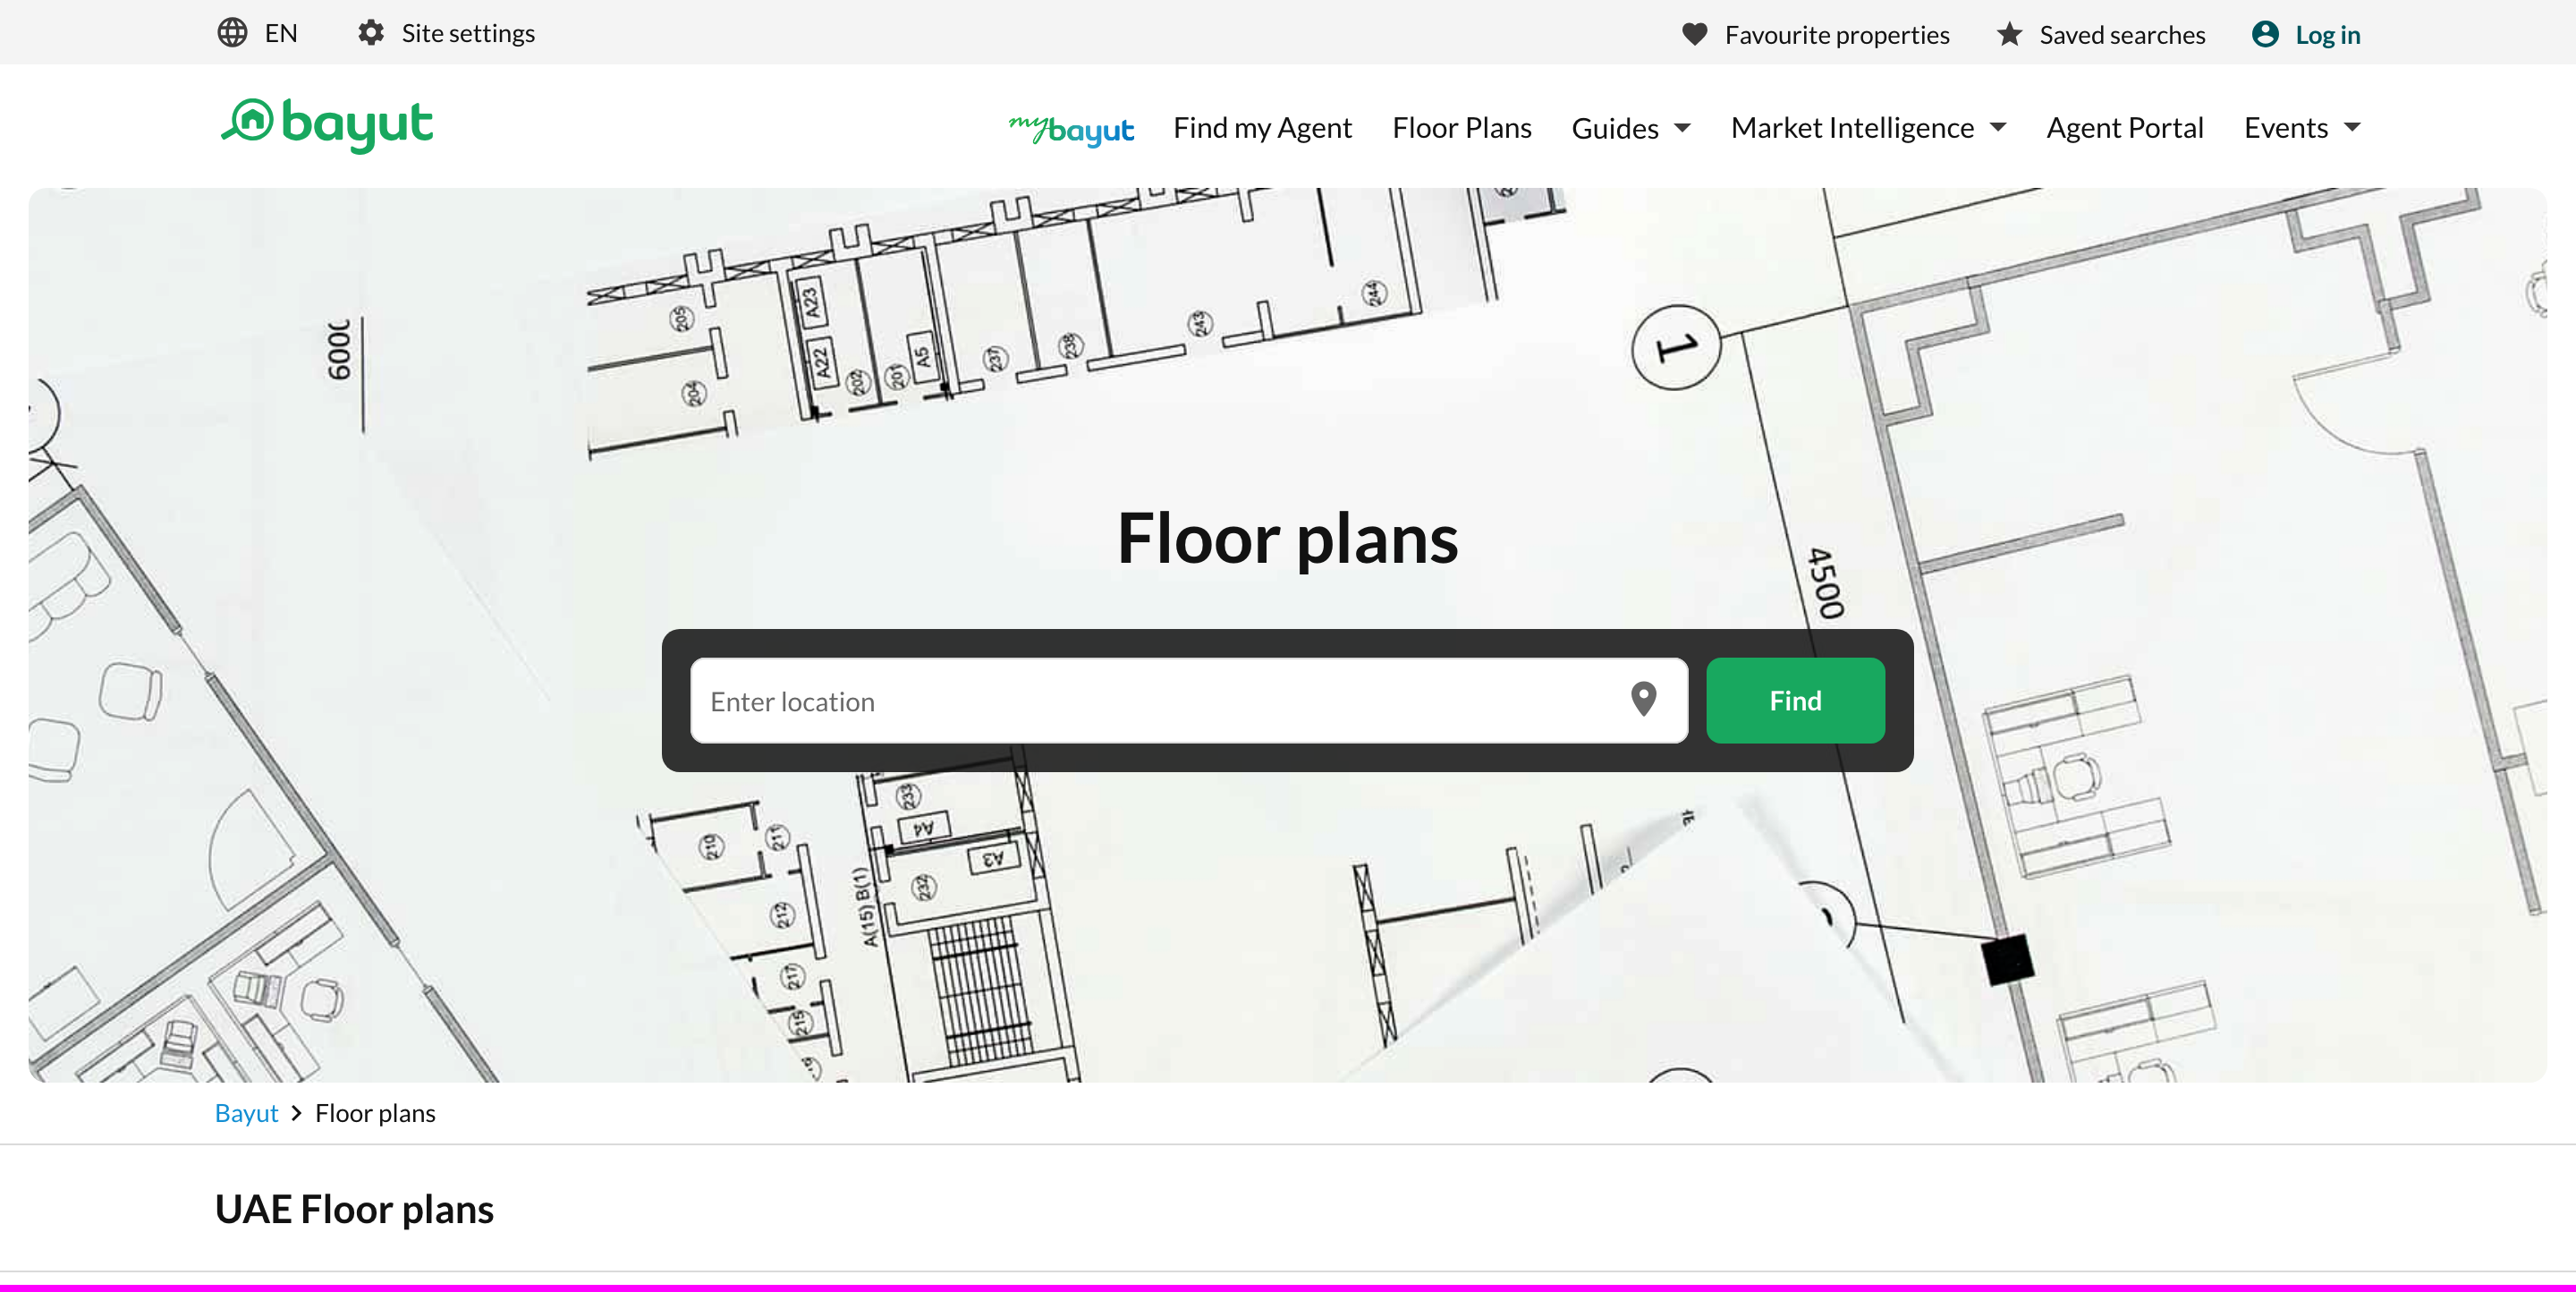 EN Site settings Favourite properties Saved searches Log in
bayut mybayut Find my Agent Floor Plans Guides Market Intelligence Agent Portal Events
6000
205
204
A23
A22
202
201
A5
237
238
243
244
1
Floor plans
4500
Enter location Find
210
211
212
217
215
A(15) B(1)
233
A4
A3
232
Bayut > Floor plans
UAE Floor plans